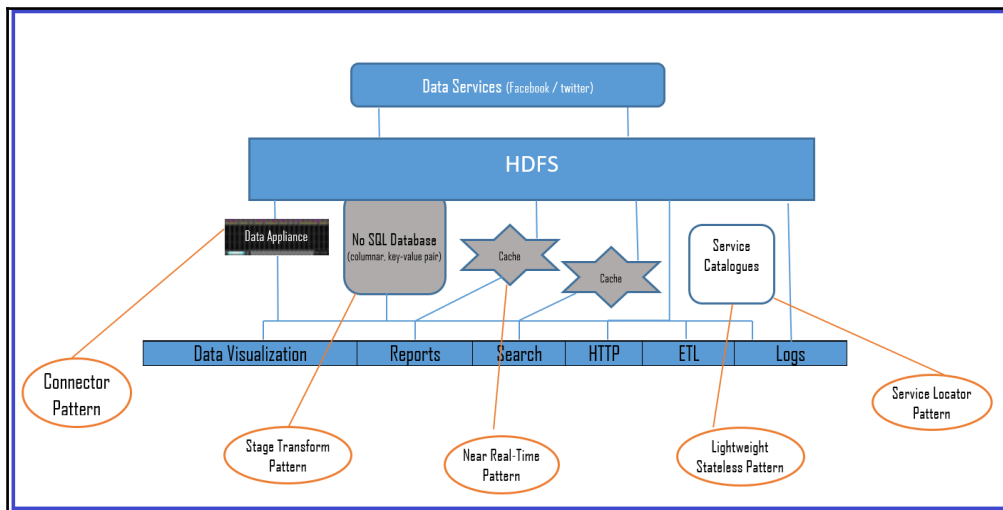 Data Services (Facebook / twitter)
HDFS
Data Appliance
No SQL Database
(columnar, key-value pair)
Cache
Cache
Service
Catalogues
Data Visualization
Reports
Search
HTTP
ETL
Logs
Connector
Pattern
Stage Transform
Pattern
Near Real-Time
Pattern
Lightweight
Stateless Pattern
Service Locator
Pattern